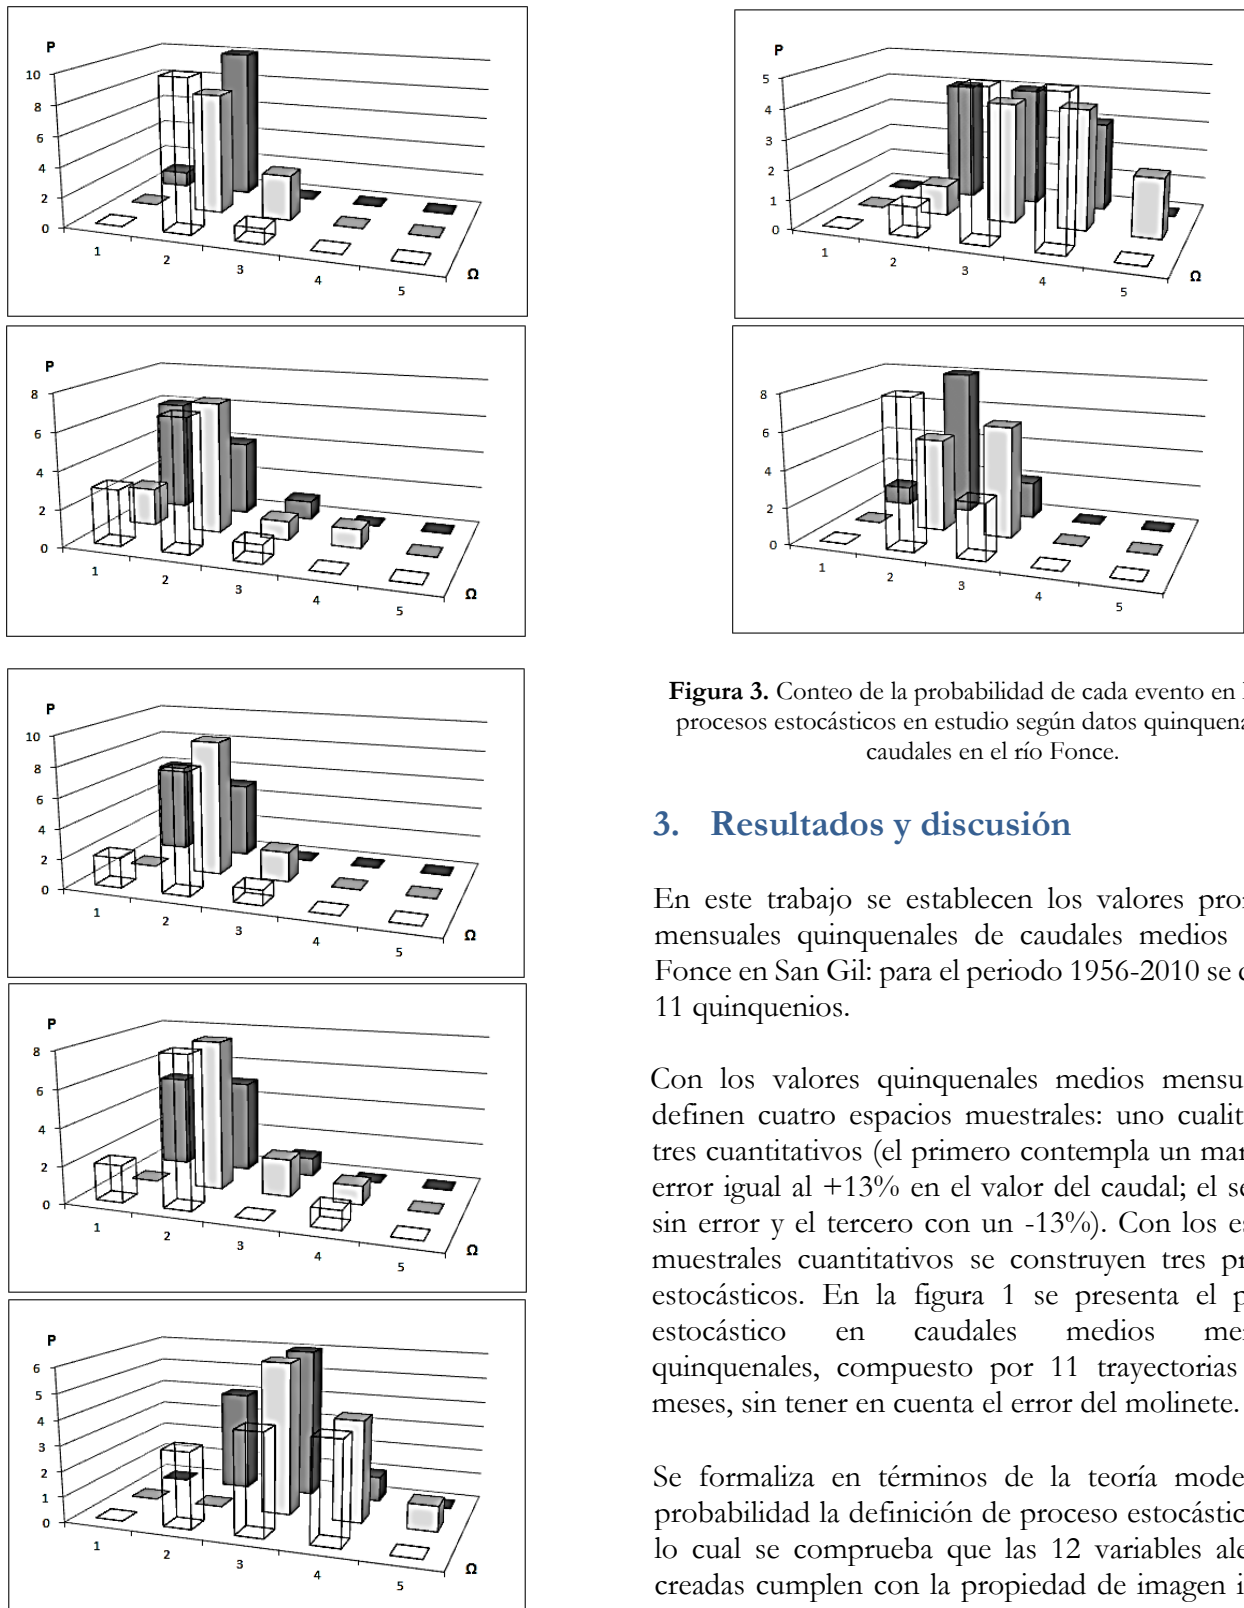 P
10
8
6
4
2
0
1
2
3
4
5
Ω
P
8
6
4
2
0
1
2
3
4
5
Ω
P
10
8
6
4
2
0
1
2
3
4
5
Ω
P
8
6
4
2
0
1
2
3
4
5
Ω
P
6
5
4
3
2
1
0
1
2
3
4
5
Ω
P
5
4
3
2
1
0
1
2
3
4
5
Ω
8
6
4
2
0
1
2
3
4
5
Figura 3. Conteo de la probabilidad de cada evento en
procesos estocásticos en estudio según datos quinquena
caudales en el río Fonce.
3. Resultados y discusión
En este trabajo se establecen los valores pro
mensuales quinquenales de caudales medios
Fonce en San Gil: para el periodo 1956-2010 se
11 quinquenios.
Con los valores quinquenales medios mensu
definen cuatro espacios muestrales: uno cualit
tres cuantitativos (el primero contempla un mar
error igual al +13% en el valor del caudal; el se
sin error y el tercero con un -13%). Con los es
muestrales cuantitativos se construyen tres pr
estocásticos. En la figura 1 se presenta el p
estocástico en caudales medios me
quinquenales, compuesto por 11 trayectorias
meses, sin tener en cuenta el error del molinete.
Se formaliza en términos de la teoría mode
probabilidad la definición de proceso estocástic
lo cual se comprueba que las 12 variables ale
creadas cumplen con la propiedad de imagen i